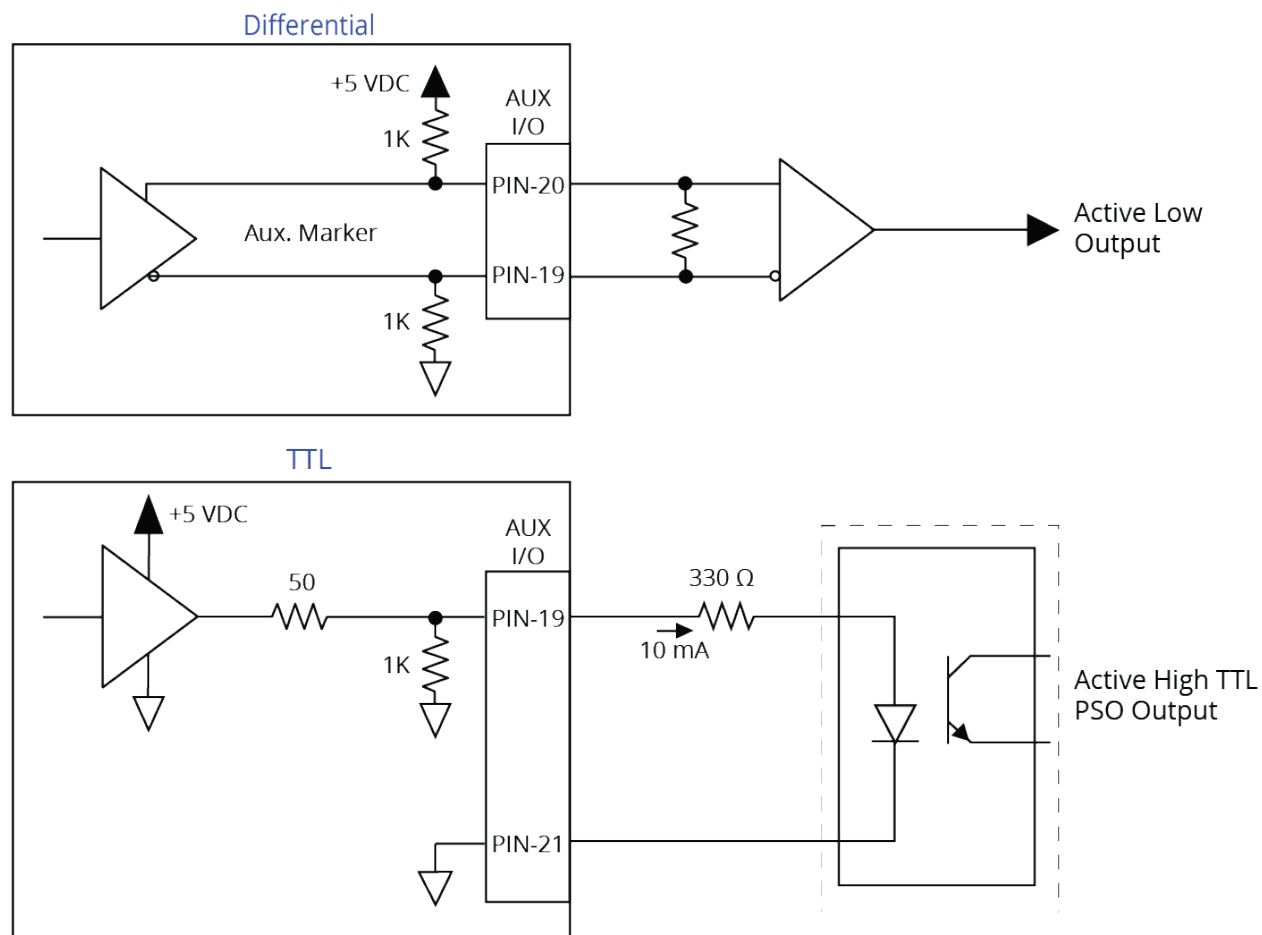 Differential
+5 VDC
AUX
I/O
1K
PIN-20
Aux. Marker
PIN-19
1K
Active Low
Output
TTL
+5 VDC
AUX
I/O
50
PIN-19
1K
330 Ω
10 mA
Active High TTL
PSO Output
PIN-21